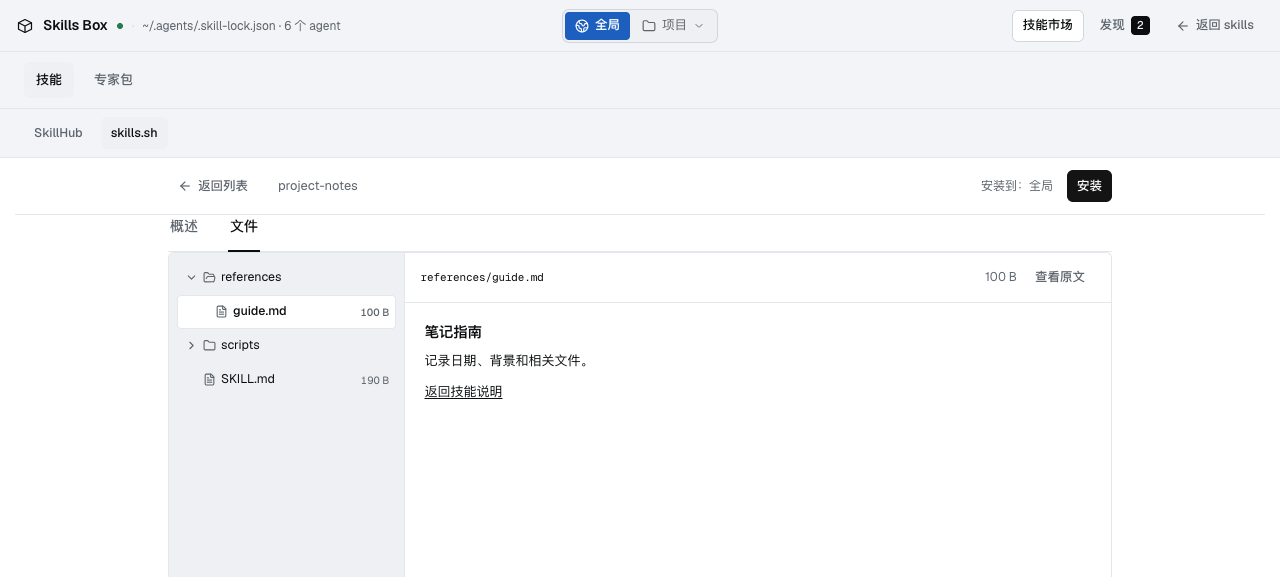 Skills Box
~/.agents/.skill-lock.json · 6 个 agent
全局
项目
技能市场
发现 2
返回 skills
技能
专家包
SkillHub
skills.sh
返回列表
project-notes
安装到：全局
安装
概述
文件
references
guide.md 100 B
scripts
SKILL.md 190 B
references/guide.md
100 B
查看原文
笔记指南
记录日期、背景和相关文件。
返回技能说明